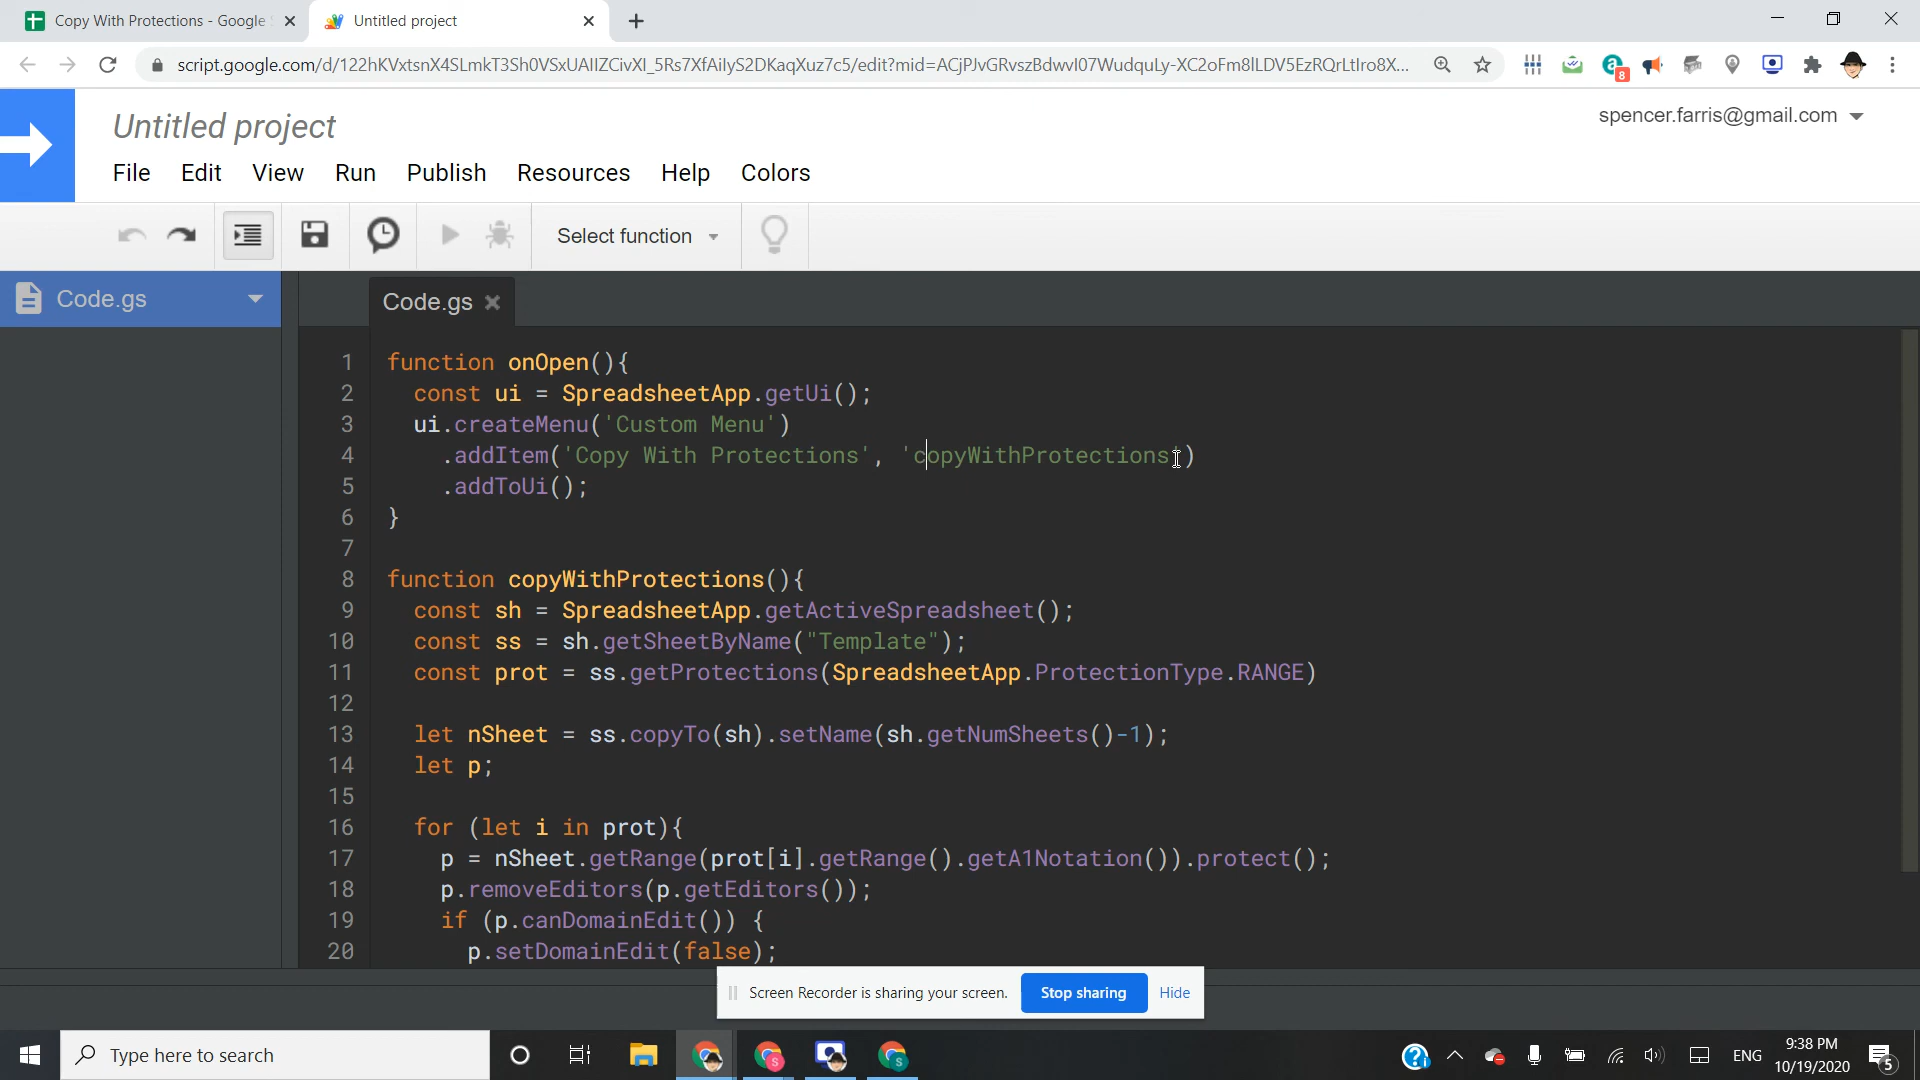 Copy With Protections - Google
Untitled project
script.google.com/d/122hKVxtsnX4SLmkT3Sh0VSxUAIIZCivXI_5Rs7XfAilyS2DKaqXuz7c5/edit?mid=ACjPJvGRvszBdwvl07WudquLy-XC2oFm8lLDV5EzRQrLtlro8X...
8
Untitled project
spencer.farris@gmail.com
File Edit View Run Publish Resources Help Colors
Select function
Code.gs
Code.gs
1 function onOpen(){
2 const ui = SpreadsheetApp.getUi();
3 ui.createMenu('Custom Menu')
4 .addItem('Copy With Protections', 'copyWithProtections')
5 .addToUi();
6 }
7
8 function copyWithProtections(){
9 const sh = SpreadsheetApp.getActiveSpreadsheet();
10 const ss = sh.getSheetByName("Template");
11 const prot = ss.getProtections(SpreadsheetApp.ProtectionType.RANGE)
12
13 let nSheet = ss.copyTo(sh).setName(sh.getNumSheets()-1);
14 let p;
15
16 for (let i in prot){
17 p = nSheet.getRange(prot[i].getRange().getA1Notation()).protect();
18 p.removeEditors(p.getEditors());
19 if (p.canDomainEdit()) {
20 p.setDomainEdit(false);
Screen Recorder is sharing your screen. Stop sharing Hide
Type here to search
ENG
9:38 PM
10/19/2020
5